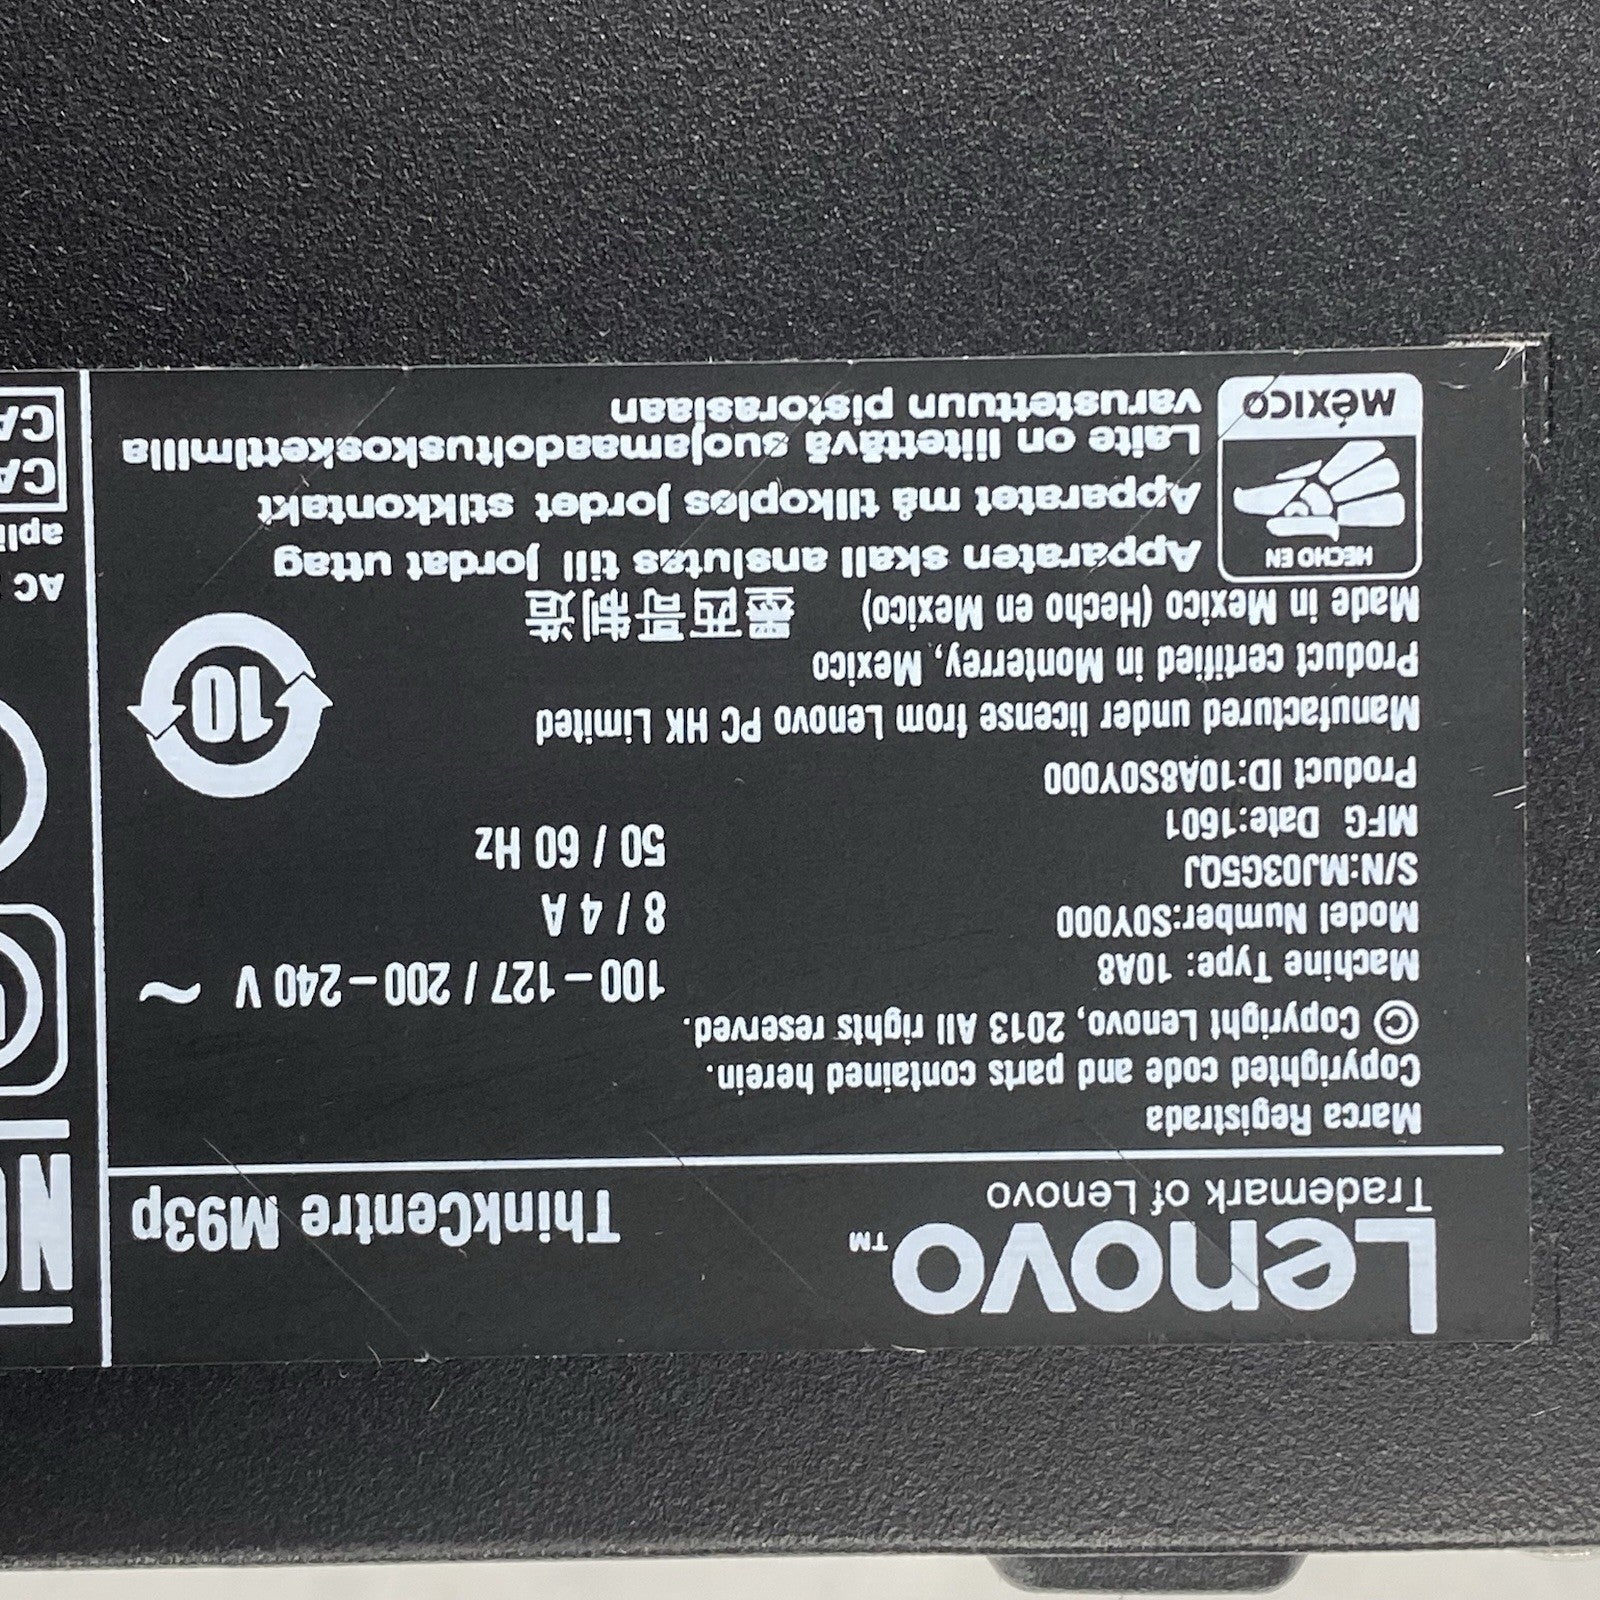 Lenovo™
Trademark of Lenovo
ThinkCentre M93p
Marca Registrada
Copyrighted code and parts contained herein.
© Copyright Lenovo, 2013 All rights reserved.
Machine Type: 10A8
Model Number:S0Y000
S/N:MJ03G5QJ
MFG Date:1601
Product ID:10A8S0Y000
100–127 / 200–240 V ~
8 / 4 A
50 / 60 Hz
10
Manufactured under license from Lenovo PC HK Limited
Product certified in Monterrey, Mexico
Made in Mexico (Hecho en Mexico) 墨西哥制造
HECHO EN
MéXICO
Apparaten skall anslutas till jordat uttag
Apparatet må tilkoples jordet stikkontakt
Laite on liitettävä suojamaadoituskoskettimilla
varustettuun pistorasiaan
AC